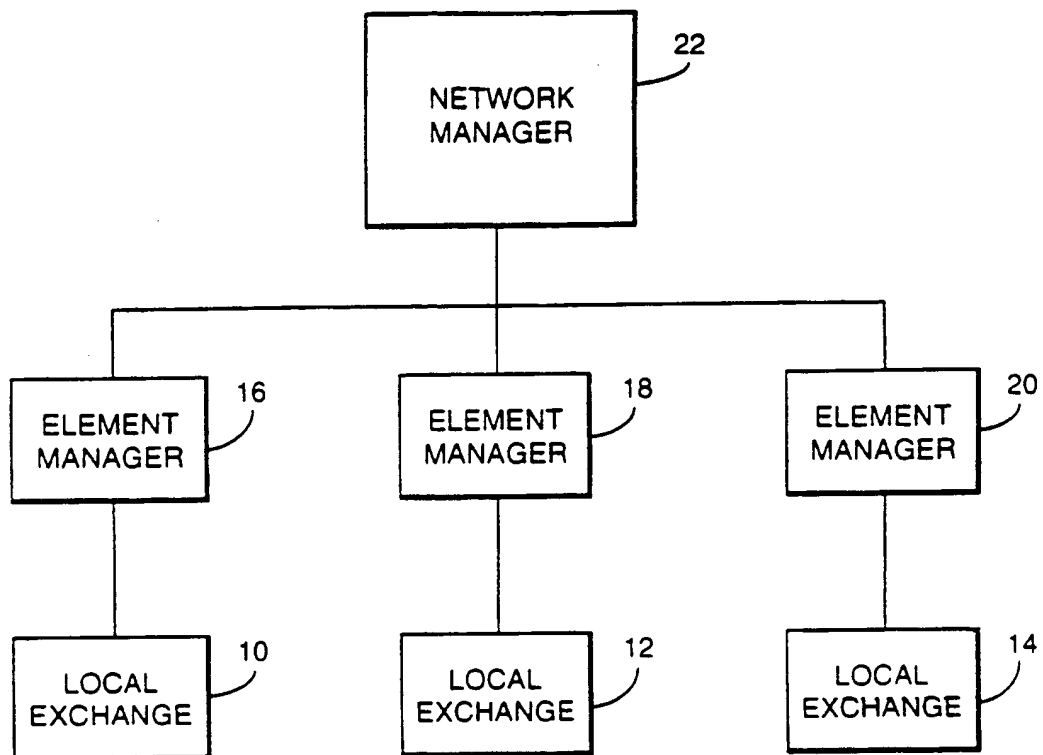 22
NETWORK
MANAGER
16
ELEMENT
MANAGER
18
ELEMENT
MANAGER
20
ELEMENT
MANAGER
10
LOCAL
EXCHANGE
12
LOCAL
EXCHANGE
14
LOCAL
EXCHANGE